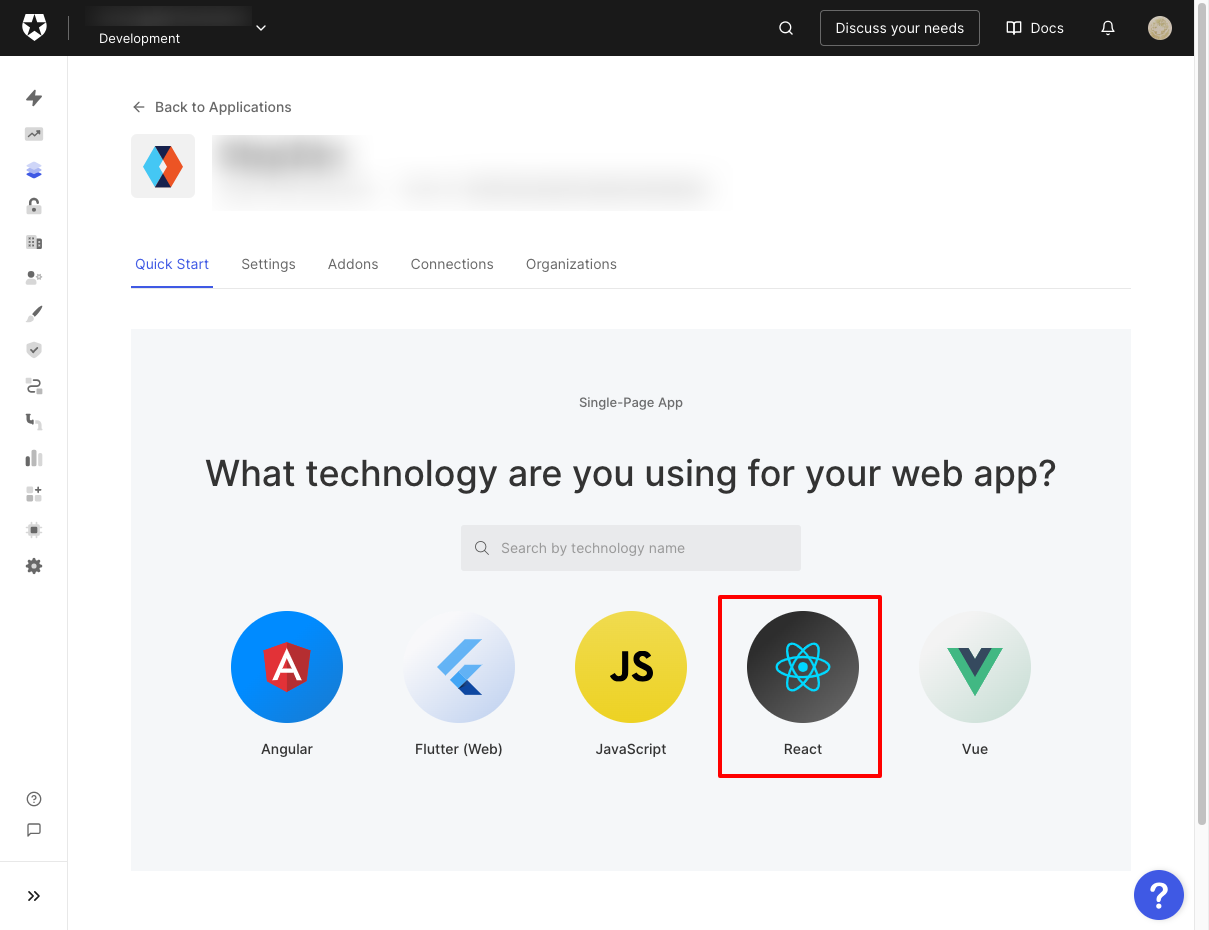 Development
Discuss your needs
Docs
Back to Applications
Quick Start
Settings
Addons
Connections
Organizations
Single-Page App
What technology are you using for your web app?
Search by technology name
JS
Angular
Flutter (Web)
JavaScript
React
Vue
?